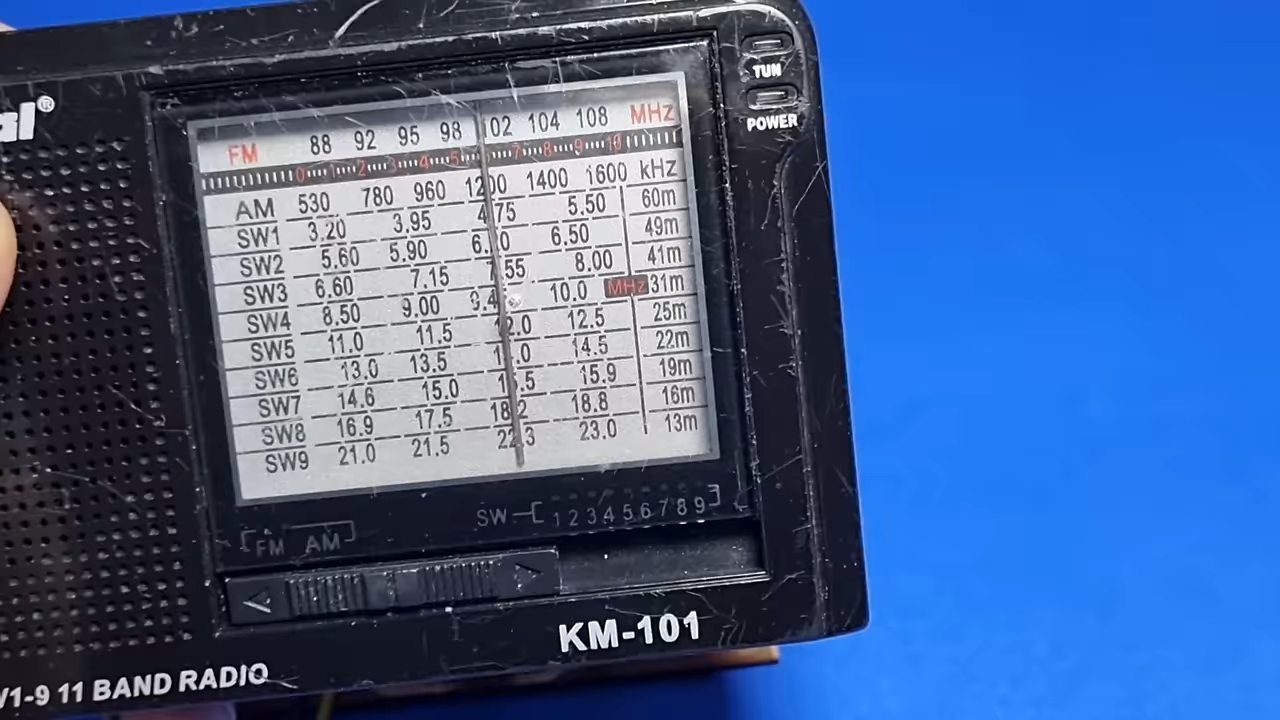 al®
TUN
POWER
FM 88 92 95 98 102 104 108 MHz
0 1 2 3 4 5 7 8 9 10
AM 530 780 960 1200 1400 1600 kHz
SW1 3.20 3.95 4.75 5.50 60m
SW2 5.60 5.90 6.50 49m
SW3 6.60 7.15 7.55 8.00 41m
SW4 8.50 9.00 10.0 MHz 31m
SW5 11.0 11.5 12.0 12.5 25m
SW6 13.0 13.5 14.5 22m
SW7 14.6 15.0 15.9 19m
SW8 16.9 17.5 18.2 18.8 16m
SW9 21.0 21.5 22.3 23.0 13m
SW 1 2 3 4 5 6 7 8 9
FM AM
< >
KM-101
1-9 11 BAND RADIO